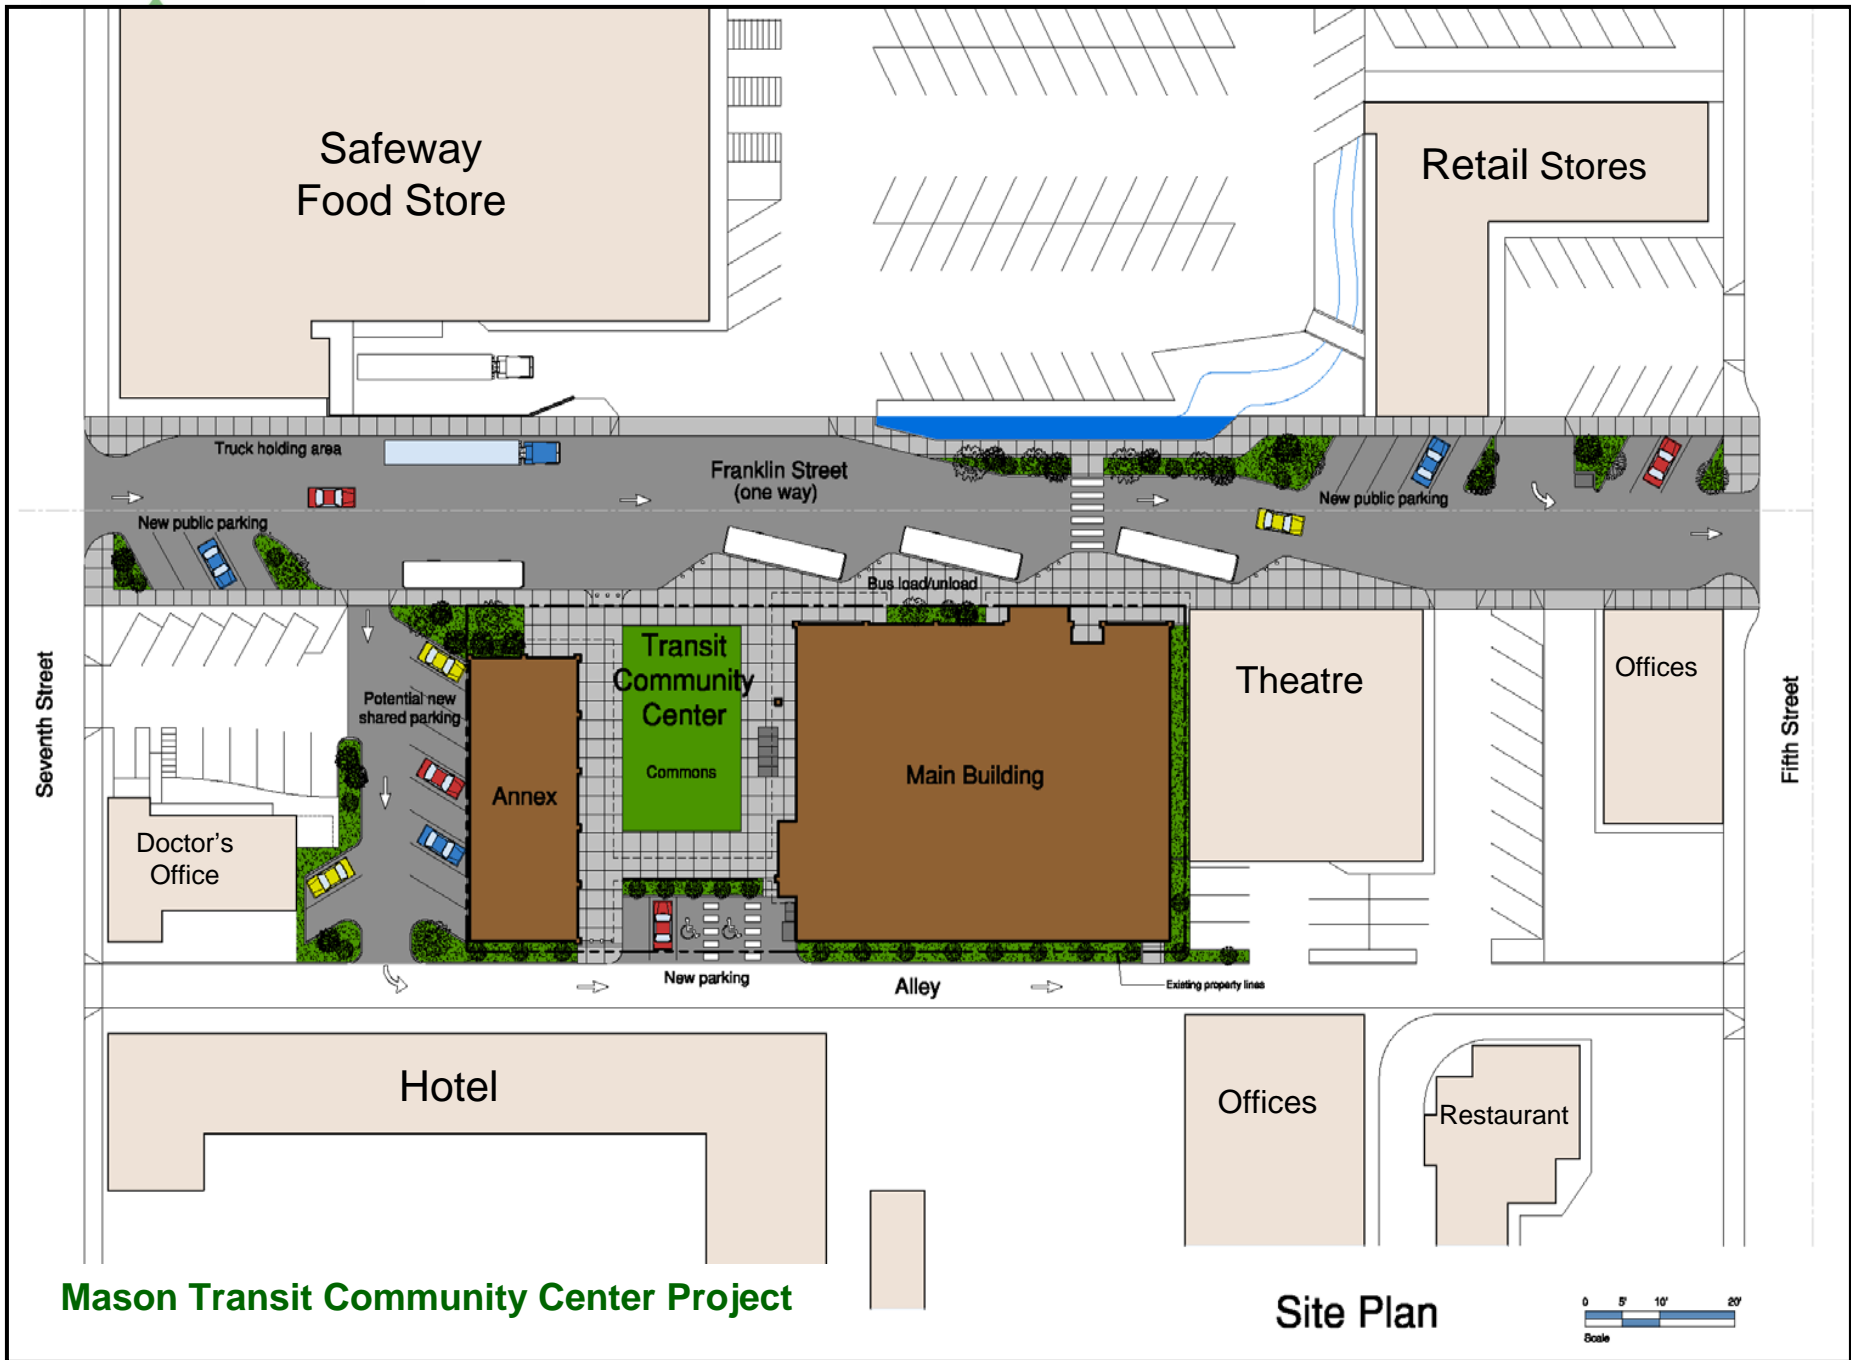 Safeway
Food Store
Retail Stores
Truck holding area
Franklin Street
(one way)
New public parking
New public parking
Bus load/unload
Transit
Community
Center
Commons
Theatre
Offices
Seventh Street
Fifth Street
Potential new
shared parking
Annex
Main Building
Doctor’s
Office
New parking
Alley
Existing property lines
Hotel
Offices
Restaurant
Mason Transit Community Center Project
Site Plan
0 5' 10' 20'
Scale